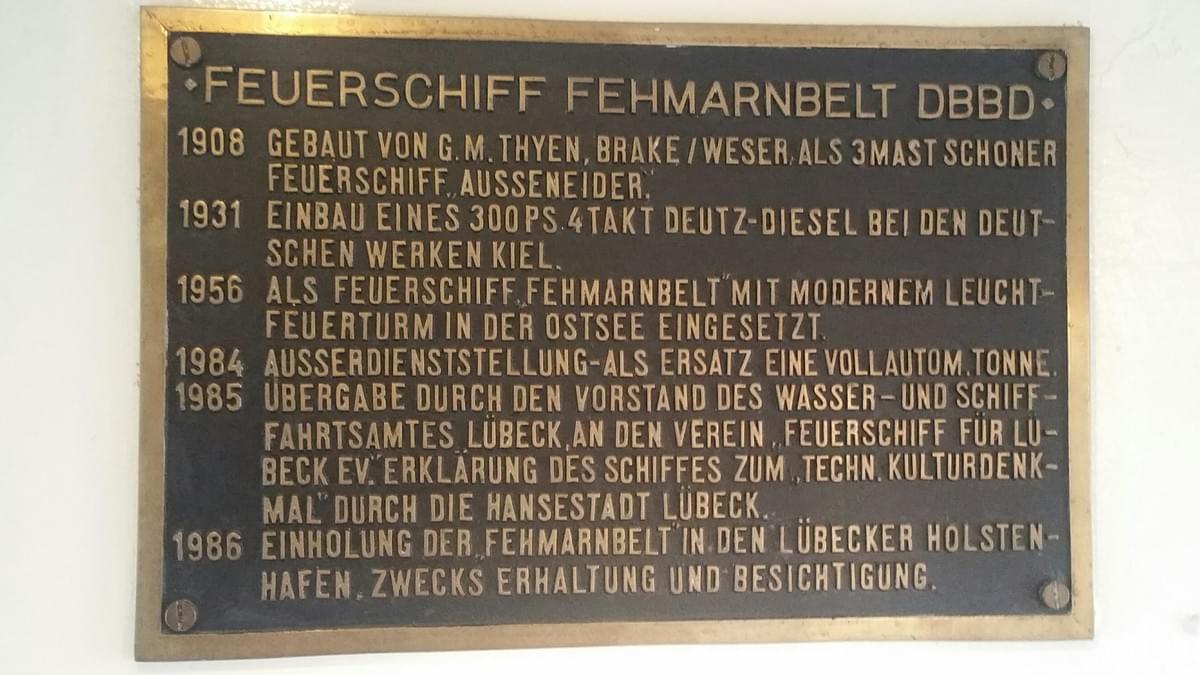 FEUERSCHIFF FEHMARNBELT DBBD
1908 GEBAUT VON G.M. THYEN, BRAKE/WESER, ALS 3MAST SCHONER
FEUERSCHIFF „AUSSENEIDER."
1931 EINBAU EINES 300PS 4TAKT DEUTZ-DIESEL BEI DEN DEUT-
SCHEN WERKEN KIEL.
1956 ALS FEUERSCHIFF „FEHMARNBELT" MIT MODERNEM LEUCHT-
FEUERTURM IN DER OSTSEE EINGESETZT.
1984 AUSSERDIENSTSTELLUNG-ALS ERSATZ EINE VOLLAUTOM. TONNE.
1985 ÜBERGABE DURCH DEN VORSTAND DES WASSER- UND SCHIFF-
FAHRTSAMTES LÜBECK, AN DEN VEREIN „FEUERSCHIFF FÜR LÜ-
BECK EV." ERKLÄRUNG DES SCHIFFES ZUM „TECHN. KULTURDENK-
MAL" DURCH DIE HANSESTADT LÜBECK.
1986 EINHOLUNG DER „FEHMARNBELT" IN DEN LÜBECKER HOLSTEN-
HAFEN, ZWECKS ERHALTUNG UND BESICHTIGUNG.